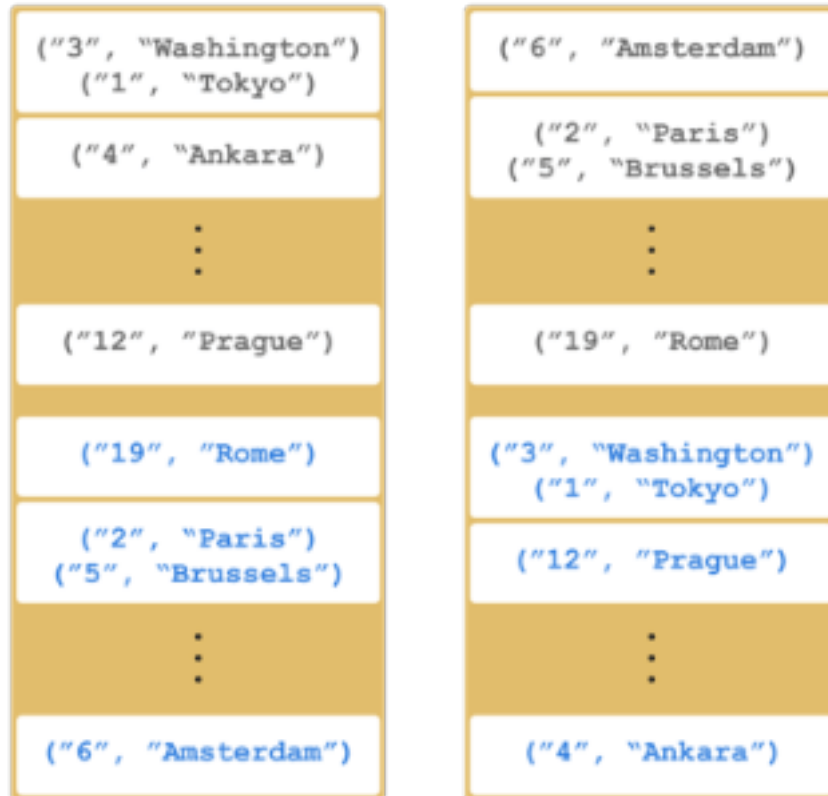 ("3", “Washington")
("1", “Tokyo")
("4", “Ankara")
("12", "Prague")
("19", "Rome")
("2", “Paris")
("5", “Brussels")
("6", "Amsterdam")
("6", "Amsterdam")
("2", “Paris")
("5", “Brussels")
("19", "Rome")
("3", “Washington")
("1", “Tokyo")
("12", "Prague")
("4", “Ankara")